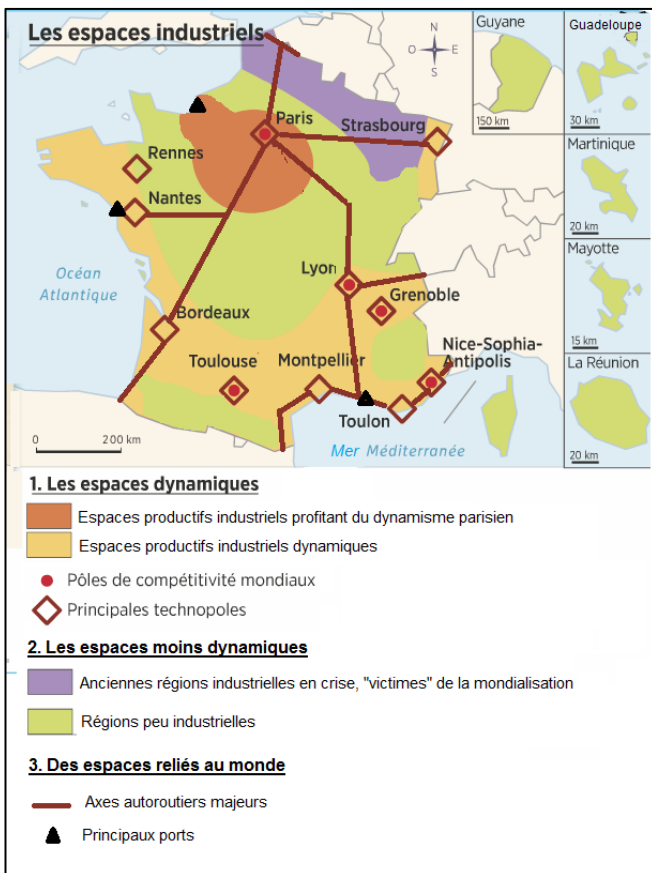 Les espaces industriels
N
O
E
S
Guyane
150 km
Guadeloupe
30 km
Martinique
20 km
Mayotte
15 km
La Réunion
20 km
Paris
Strasbourg
Rennes
Nantes
Océan
Atlantique
Lyon
Grenoble
Bordeaux
Toulouse
Montpellier
Nice-Sophia-
Antipolis
Toulon
0 200 km
Mer Méditerranée
1. Les espaces dynamiques
Espaces productifs industriels profitant du dynamisme parisien
Espaces productifs industriels dynamiques
Pôles de compétitivité mondiaux
Principales technopoles
2. Les espaces moins dynamiques
Anciennes régions industrielles en crise, "victimes" de la mondialisation
Régions peu industrielles
3. Des espaces reliés au monde
Axes autoroutiers majeurs
Principaux ports